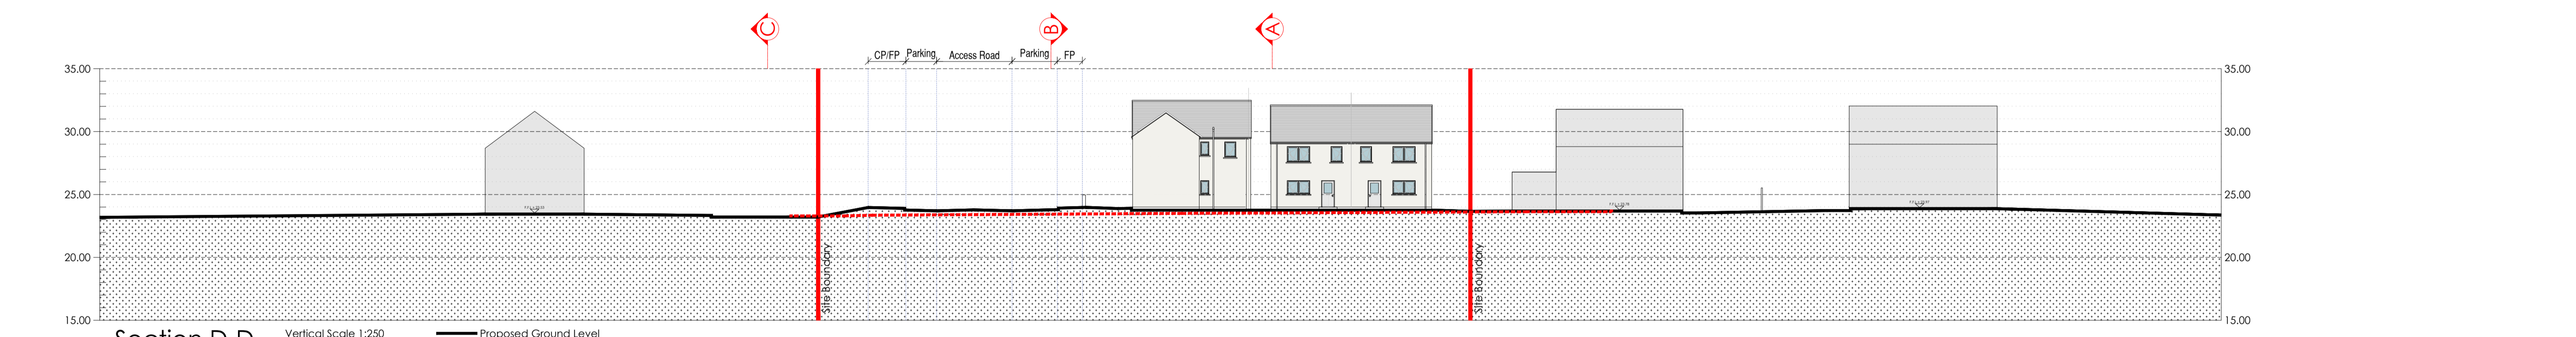 C
B
A
CP/FP Parking Access Road Parking FP
35.00 35.00
30.00 30.00
25.00 25.00
20.00 20.00
Site Boundary
Site Boundary
15.00 15.00
Section D-D Vertical Scale 1:250 Proposed Ground Level